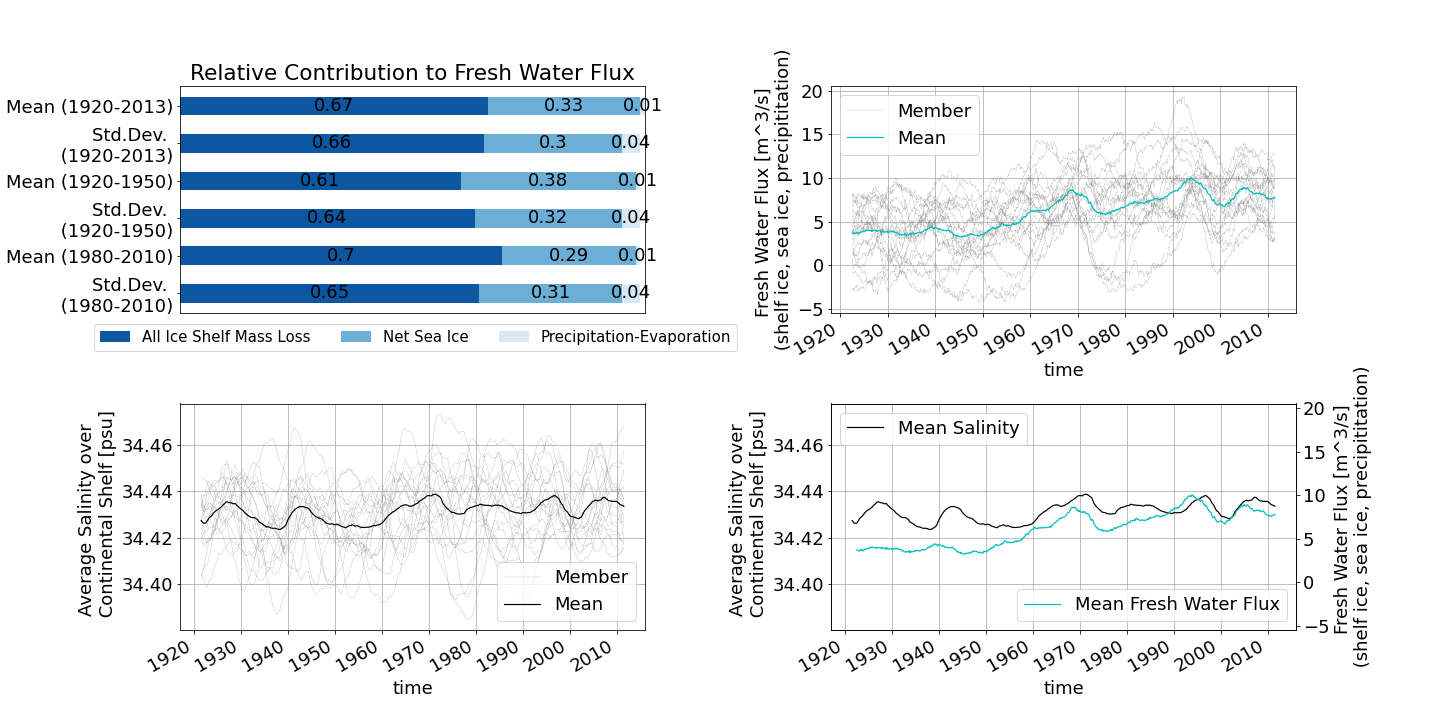 Relative Contribution to Fresh Water Flux
Mean (1920-2013)
0.67
0.33
0.01
Std.Dev.
(1920-2013)
0.66
0.3
0.04
Mean (1920-1950)
0.61
0.38
0.01
Std.Dev.
(1920-1950)
0.64
0.32
0.04
Mean (1980-2010)
0.7
0.29
0.01
Std.Dev.
(1980-2010)
0.65
0.31
0.04
All Ice Shelf Mass Loss
Net Sea Ice
Precipitation-Evaporation
Fresh Water Flux [m^3/s]
(shelf ice, sea ice, precipititation)
20
15
10
5
0
−5
Member
Mean
1920
1930
1940
1950
1960
1970
1980
1990
2000
2010
time
Average Salinity over
Continental Shelf [psu]
34.46
34.44
34.42
34.40
Member
Mean
1920
1930
1940
1950
1960
1970
1980
1990
2000
2010
time
Average Salinity over
Continental Shelf [psu]
34.46
34.44
34.42
34.40
Mean Salinity
Mean Fresh Water Flux
20
15
10
5
0
−5
Fresh Water Flux [m^3/s]
(shelf ice, sea ice, precipititation)
1920
1930
1940
1950
1960
1970
1980
1990
2000
2010
time